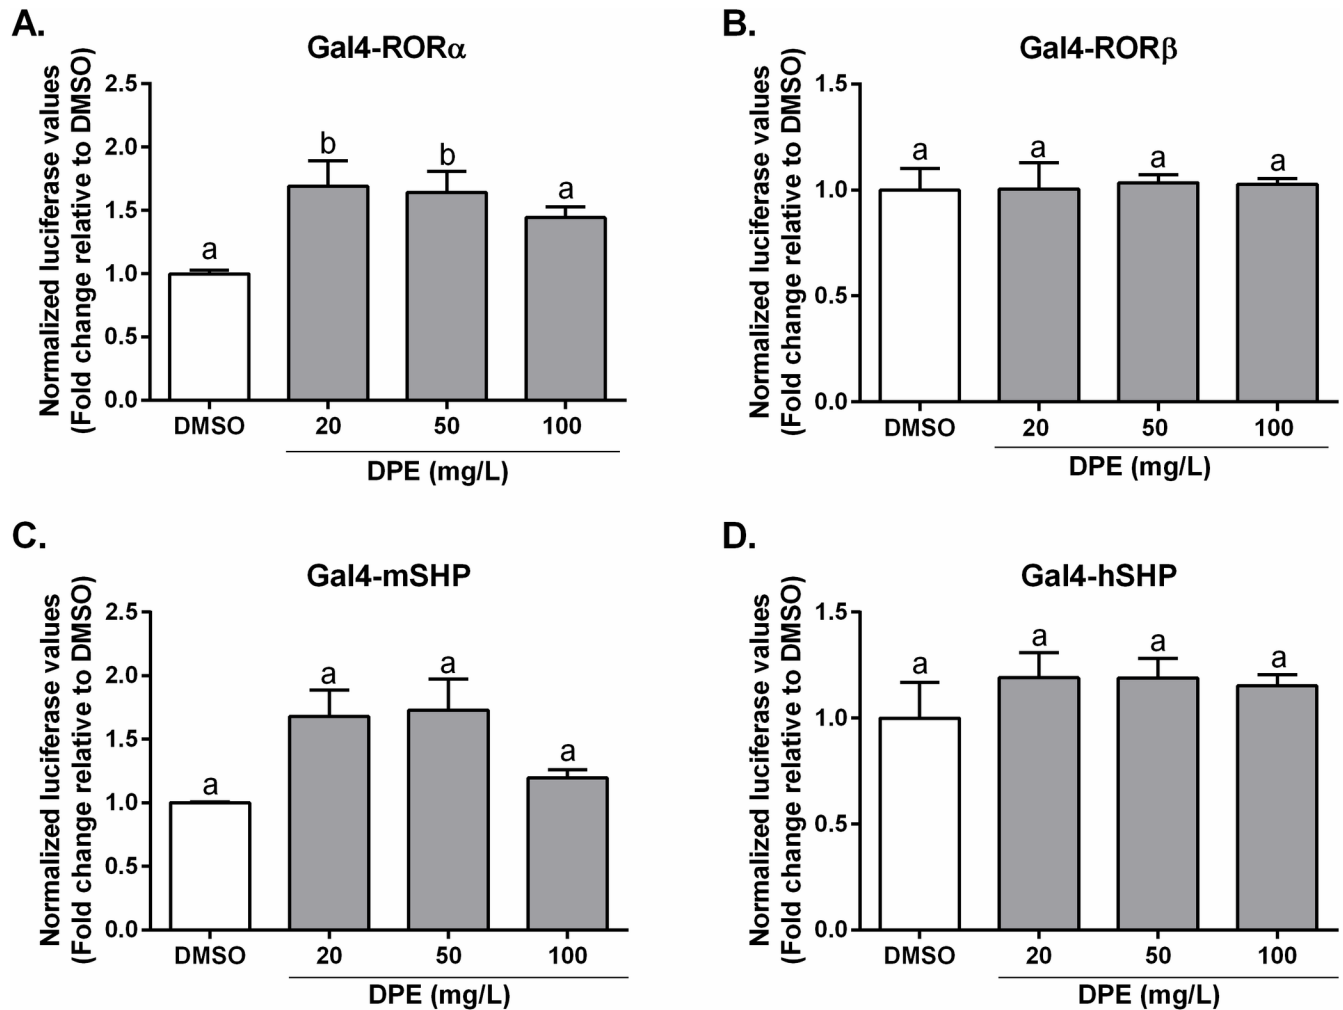 A.
Gal4-RORα
Normalized luciferase values
(Fold change relative to DMSO)
2.5
2.0
1.5
1.0
0.5
0.0
a
b
b
a
DMSO
20
50
100
DPE (mg/L)
B.
Gal4-RORβ
Normalized luciferase values
(Fold change relative to DMSO)
1.5
1.0
0.5
0.0
a
a
a
a
DMSO
20
50
100
DPE (mg/L)
C.
Gal4-mSHP
Normalized luciferase values
(Fold change relative to DMSO)
2.5
2.0
1.5
1.0
0.5
0.0
a
a
a
a
DMSO
20
50
100
DPE (mg/L)
D.
Gal4-hSHP
Normalized luciferase values
(Fold change relative to DMSO)
1.5
1.0
0.5
0.0
a
a
a
a
DMSO
20
50
100
DPE (mg/L)